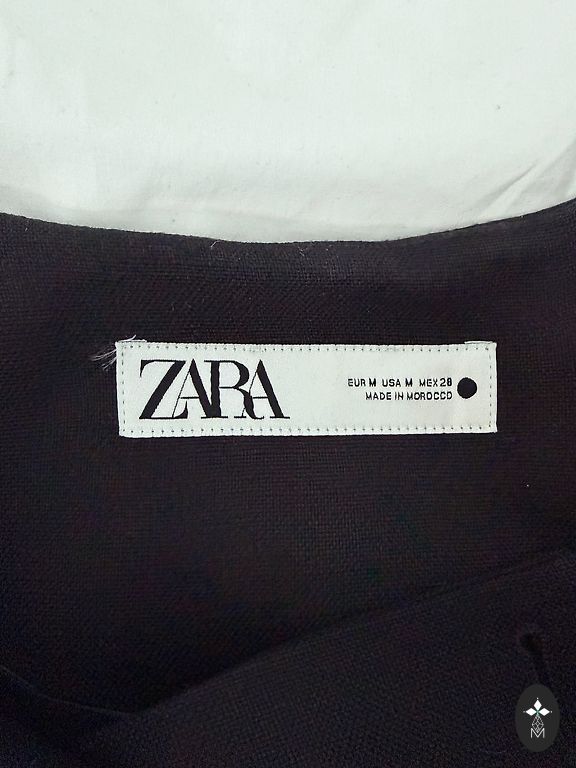 ZARA
EUR M USA M MEX 28
MADE IN MOROCCO
M